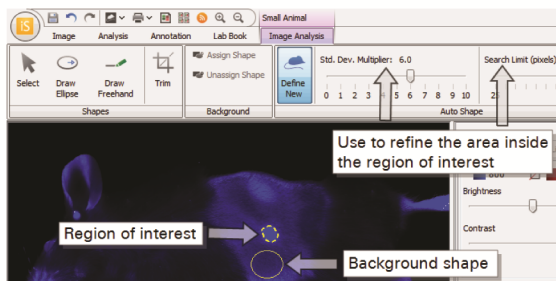 iS
Small Animal
Image Analysis Annotation Lab Book Image Analysis
Select
Draw Ellipse
Draw Freehand
Trim
Shapes
Assign Shape
Unassign Shape
Background
Define New
Std. Dev. Multiplier: 6.0
0 1 2 3 4 5 6 7 8 9 10
Search Limit (pixels)
Auto Shape
Use to refine the area inside
the region of interest
800
Brightness
Contrast
Region of interest
Background shape